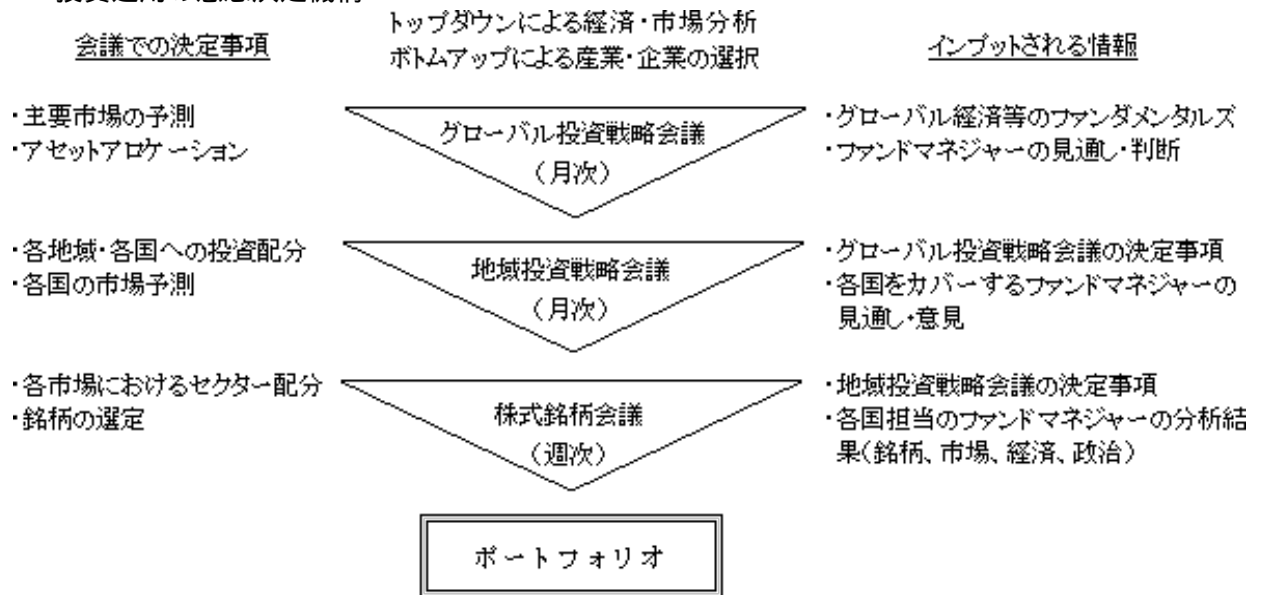 トップダウンによる経済・市場分析
ボトムアップによる産業・企業の選択
会議での決定事項
インプットされる情報
・主要市場の予測
・アセットアロケーション
グローバル投資戦略会議
（月次）
・グローバル経済等のファンダメンタルズ
・ファンドマネジャーの見通し・判断
・各地域・各国への投資配分
・各国の市場予測
地域投資戦略会議
（月次）
・グローバル投資戦略会議の決定事項
・各国をカバーするファンドマネジャーの
見通し・意見
・各市場におけるセクター配分
・銘柄の選定
株式銘柄会議
（週次）
・地域投資戦略会議の決定事項
・各国担当のファンドマネジャーの分析結
果（銘柄、市場、経済、政治）
ポートフォリオ